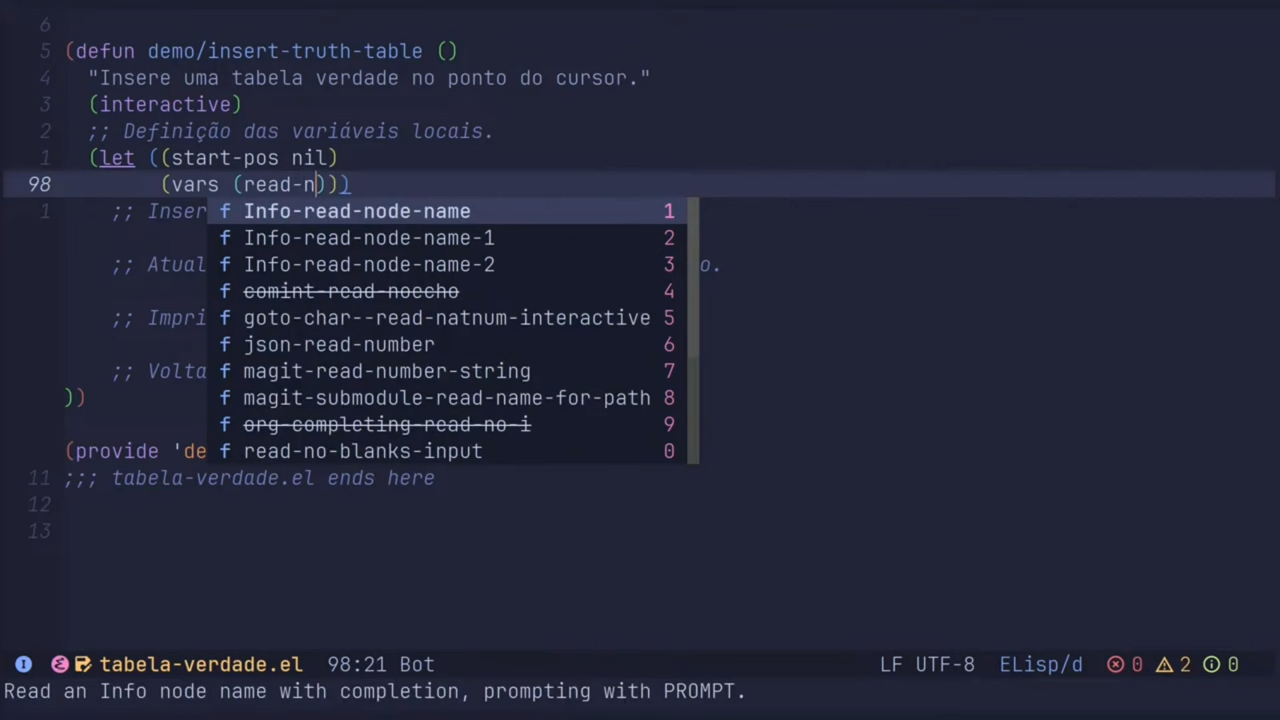 6
5 (defun demo/insert-truth-table ()
4 "Insere uma tabela verdade no ponto do cursor."
3 (interactive)
2 ;; Definição das variáveis locais.
1 (let ((start-pos nil)
98 (vars (read-n)))
1 ;; Inser f Info-read-node-name 1
f Info-read-node-name-1 2
;; Atual f Info-read-node-name-2 3 o.
f comint-read-noecho 4
;; Impri f goto-char--read-natnum-interactive 5
f json-read-number 6
;; Volta f magit-read-number-string 7
)) f magit-submodule-read-name-for-path 8
f org-completing-read-no-i 9
(provide 'de f read-no-blanks-input 0
11 ;;; tabela-verdade.el ends here
12
13
I tabela-verdade.el 98:21 Bot LF UTF-8 ELisp/d 0 2 0
Read an Info node name with completion, prompting with PROMPT.